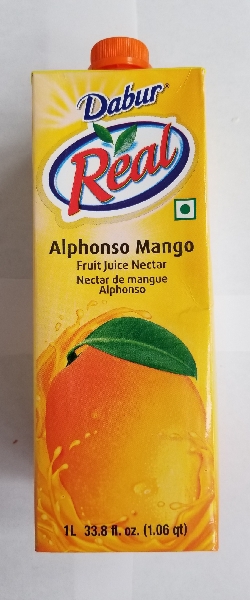 Dabur
Real
Alphonso Mango
Fruit Juice Nectar
Nectar de mangue
Alphonso
1L 33.8 fl. oz. (1.06 qt)